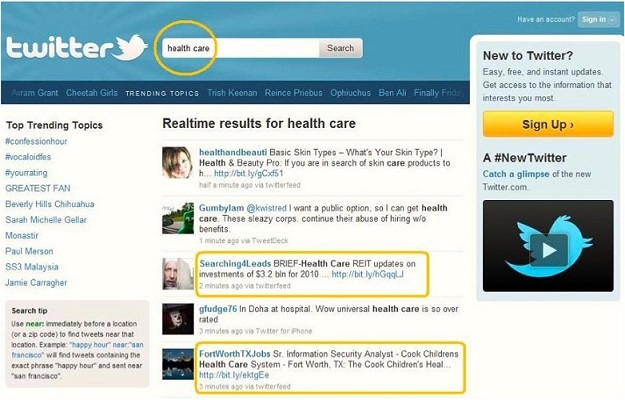 Have an account? Sign in
twitter
health care
Search
Avram Grant Cheetah Girls TRENDING TOPICS Trish Keenan Reince Priebus Ophiuchus Ben Ali Finally Frida
Top Trending Topics
#confessionhour
#vocaloidfes
#yourating
GREATEST FAN
Beverly Hills Chihuahua
Sarah Michelle Gellar
Monastir
Paul Merson
SS3 Malaysia
Jamie Carragher
Search tip
Use near: immediately before a location
(or a zip code) to find tweets near that
location. Example: "happy hour" near:"san
francisco" will find tweets containing the
exact phrase "happy hour" and sent near
"san francisco".
Realtime results for health care
healthandbeauti Basic Skin Types – What's Your Skin Type? |
Health & Beauty Pro: If you are in search of skin care products to
h... http://bit.ly/gCxf51
half a minute ago via twitterfeed
Gumbylam @kwistred I want a public option, so I can get health
care. These sleazy corps. continue their abuse of hiring w/o
benefits.
1 minute ago via TweetDeck
Searching4Leads BRIEF-Health Care REIT updates on
investments of $3.2 bln for 2010 ... http://bit.ly/hGqqLJ
2 minutes ago via twitterfeed
gfudge76 In Doha at hospital. Wow universal health care is so over
rated
3 minutes ago via Twitter for iPhone
FortWorthTXJobs Sr. Information Security Analyst - Cook Childrens
Health Care System - Fort Worth, TX: The Cook Children's Heal...
http://bit.ly/ektgEe
3 minutes ago via twitterfeed
New to Twitter?
Easy, free, and instant updates.
Get access to the information that
interests you most.
Sign Up ›
A #NewTwitter
Catch a glimpse of the new
Twitter.com.